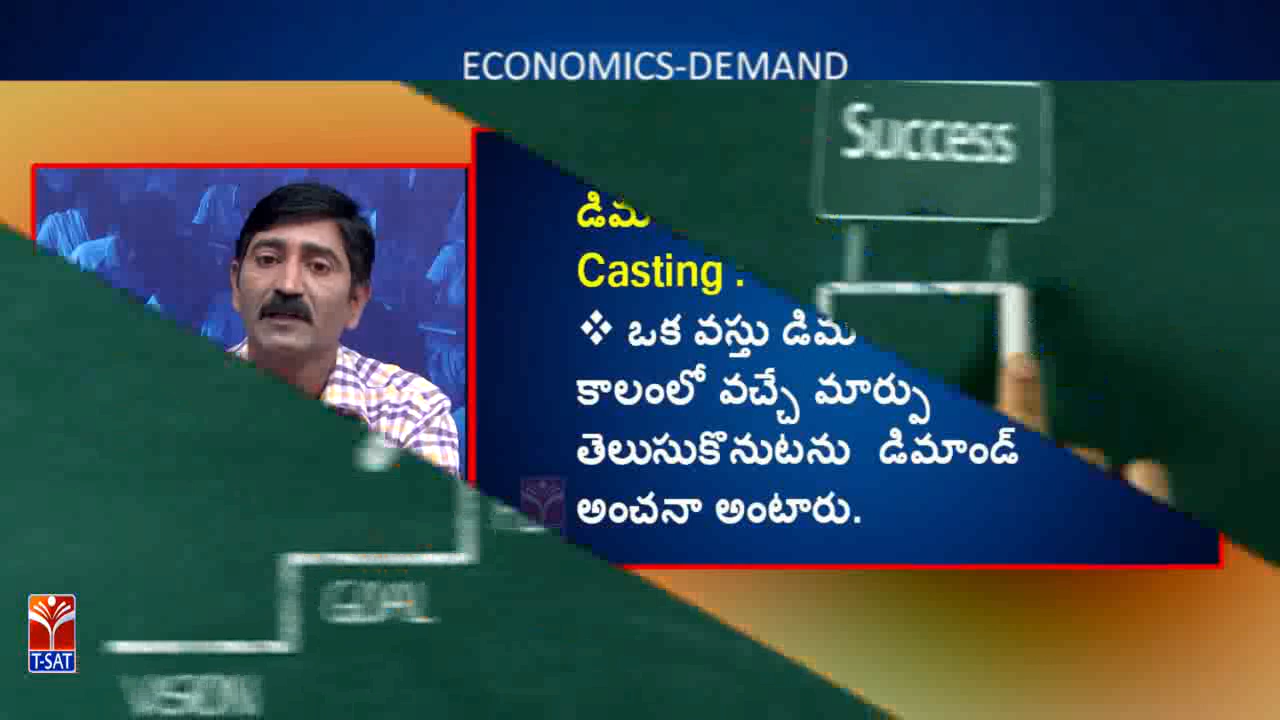 ECONOMICS-DEMAND
Success
డిమ
Casting .
❖ ఒక వస్తు డిమ
కాలంలో వచ్చే మార్పు
తెలుసుకొనుటను డిమాండ్
అంచనా అంటారు.
GOAL
VISION
T-SAT